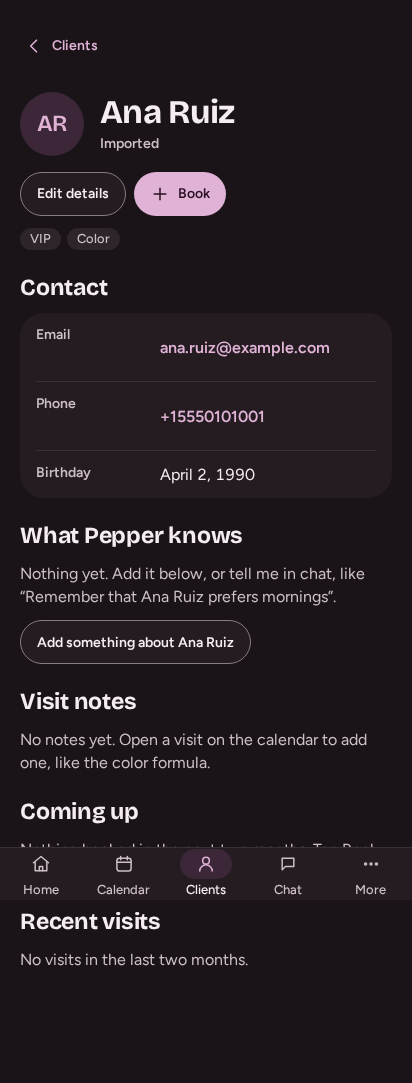 Clients
AR
Ana Ruiz
Imported
Edit details
Book
VIP
Color
Contact
Email
ana.ruiz@example.com
Phone
+15550101001
Birthday
April 2, 1990
What Pepper knows
Nothing yet. Add it below, or tell me in chat, like
“Remember that Ana Ruiz prefers mornings”.
Add something about Ana Ruiz
Visit notes
No notes yet. Open a visit on the calendar to add
one, like the color formula.
Coming up
Home
Calendar
Clients
Chat
More
Recent visits
No visits in the last two months.